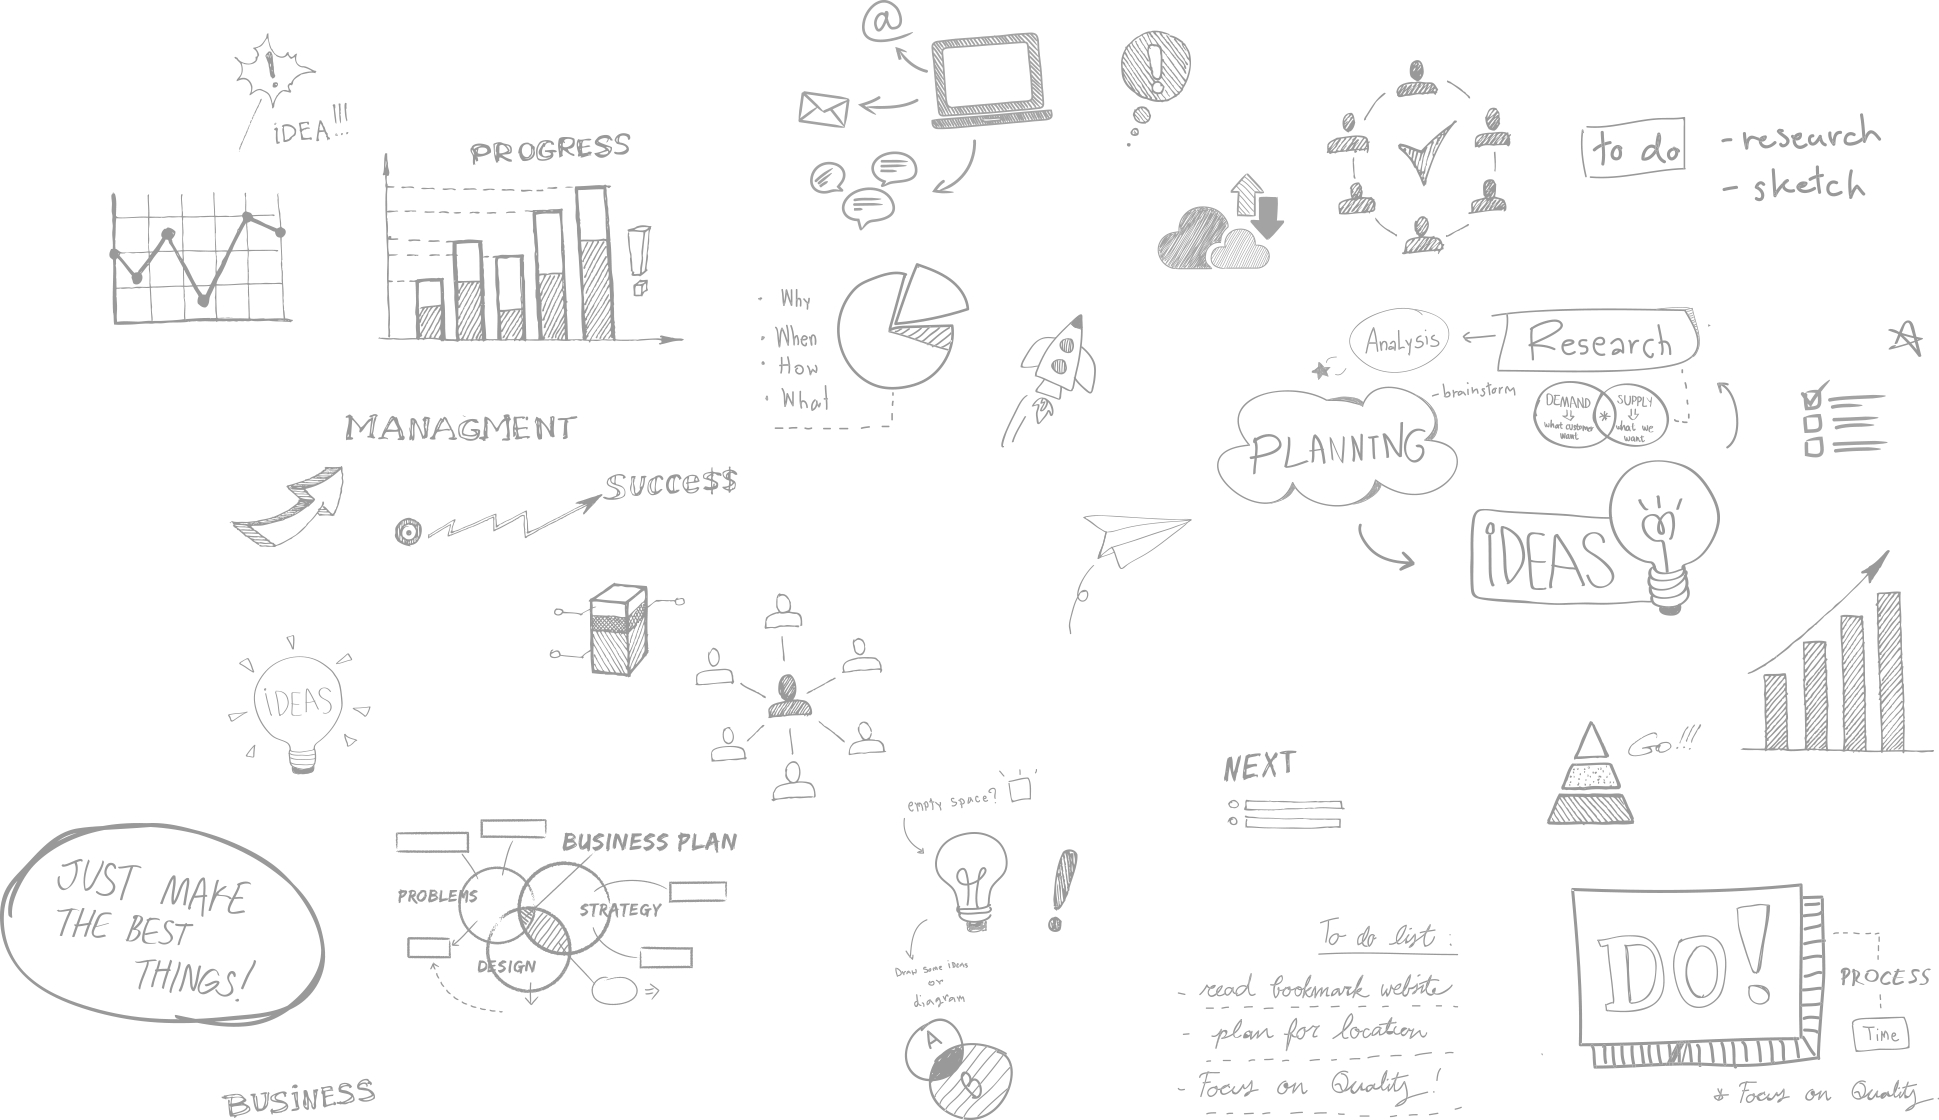 @
iDEA!!!
PROGRESS
to do
- research
- sketch
• Why
• When
• How
• What
Analysis
Research
- brainstorm
DEMAND
what customer
want
*
SUPPLY
what we
want
PLANNING
MANAGMENT
Succe$$
iDEAS
iDEAS
Go!!!
NEXT
empty space?
JUST MAKE
THE BEST
THINGS!
BUSINESS PLAN
PROBLEMS
STRATEGY
DESIGN
Draw some ideas
or
diagram
A
B
To do list :
- read bookmark website
- plan for location
- Focus on Quality!
DO!
PROCESS
Time
* Focus on Quality
BUSINESS